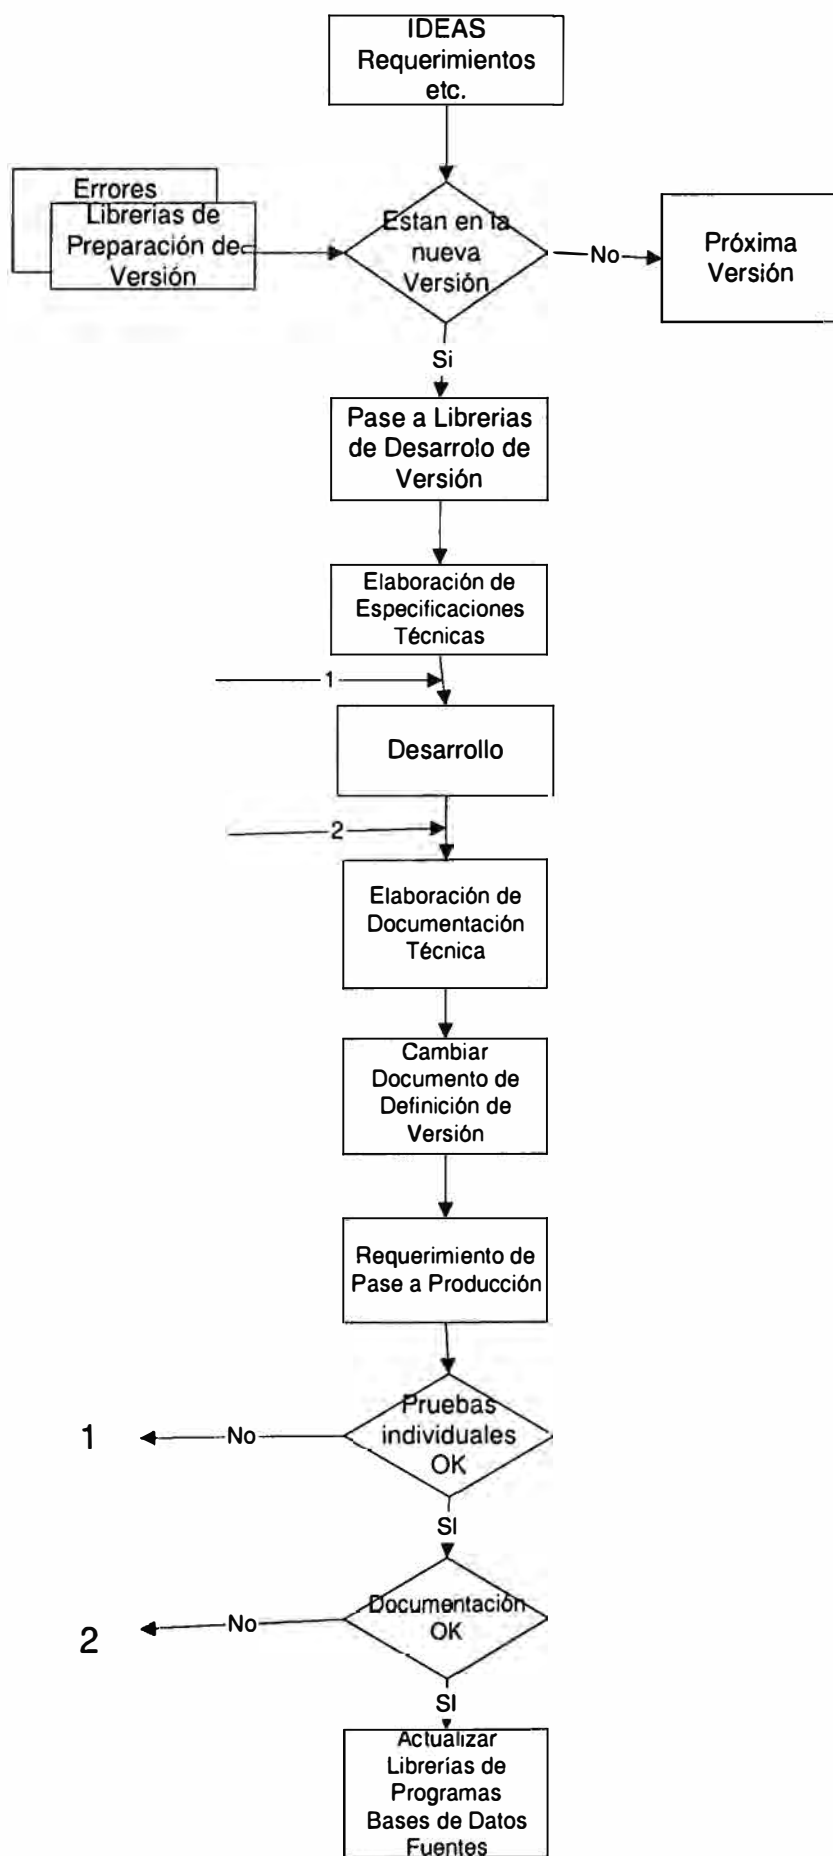 IDEAS
Requerimientos
etc.
Errores
Librerias de
Preparación de
Versión
Estan en la
nueva
Versión
No
Próxima
Versión
Si
Pase a Librerias
de Desarrolo de
Versión
Elaboración de
Especificaciones
Técnicas
1
Desarrollo
2
Elaboración de
Documentación
Técnica
Cambiar
Documento de
Definición de
Versión
Requerimiento de
Pase a Producción
Pruebas
individuales
OK
1
No
SI
Documentación
OK
2
No
SI
Actualizar
Librerías de
Programas
Bases de Datos
Fuentes